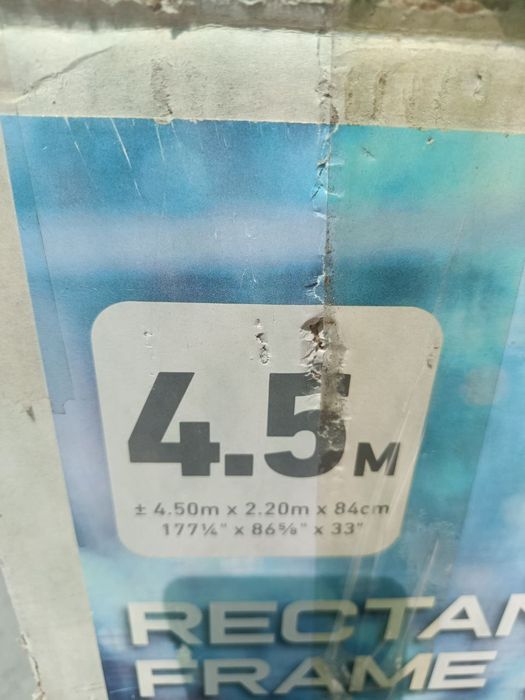 4.5M
± 4.50m x 2.20m x 84cm
177¼" x 86⅝" x 33"
RECTAN
FRAME